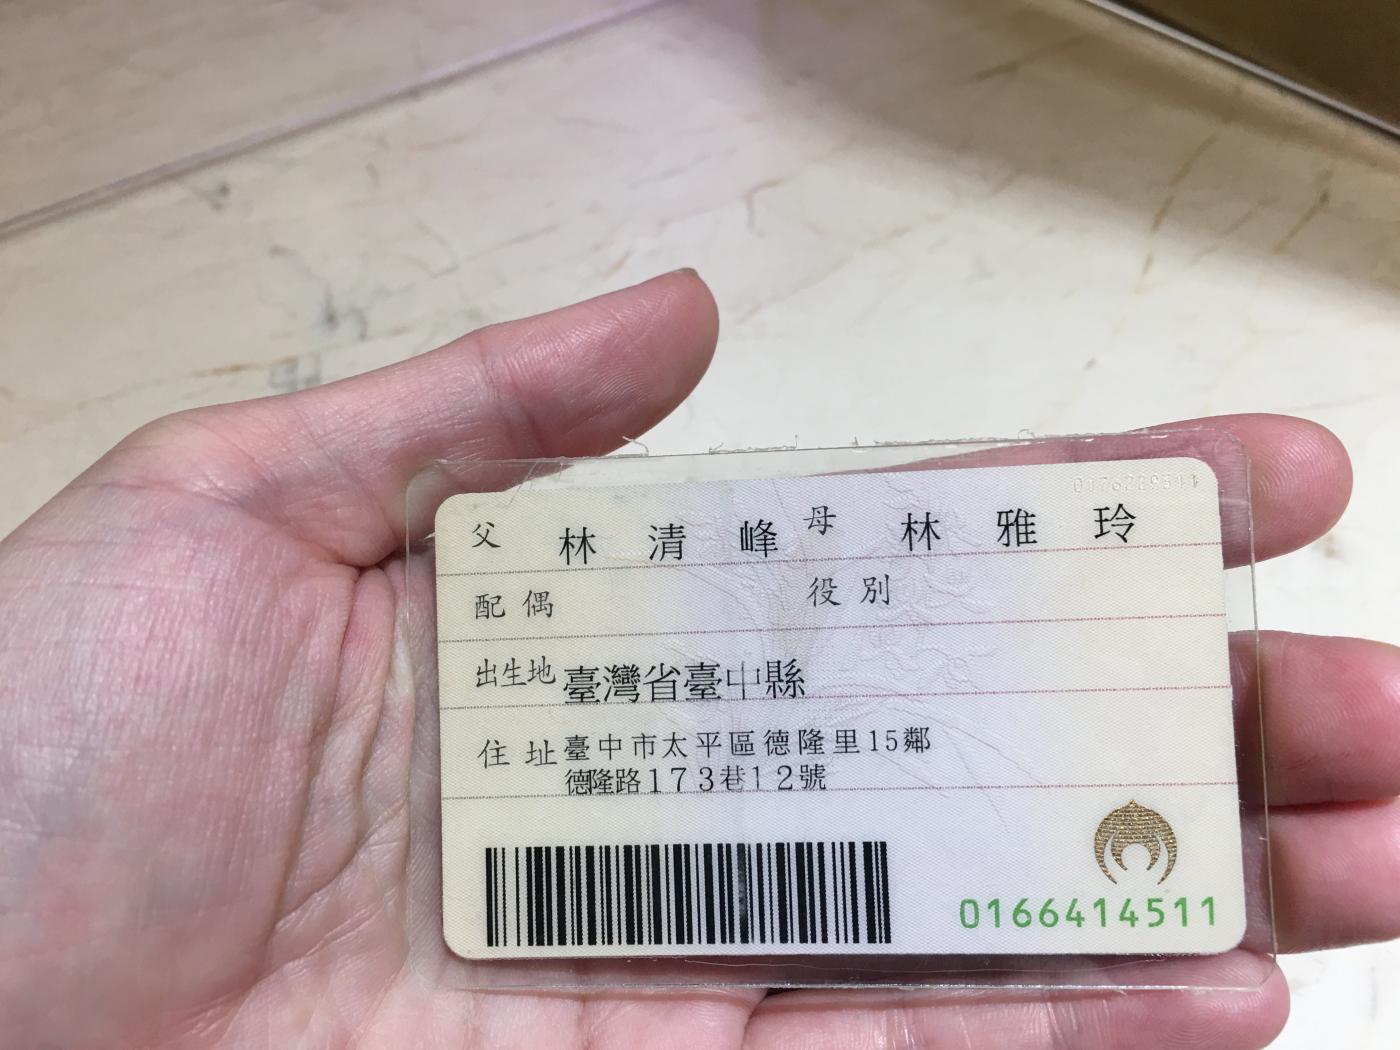 0176229311
父 林清峰 母 林雅玲
配偶 役別
出生地 臺灣省臺中縣
住址 臺中市太平區德隆里15鄰
德隆路173巷12號
0166414511